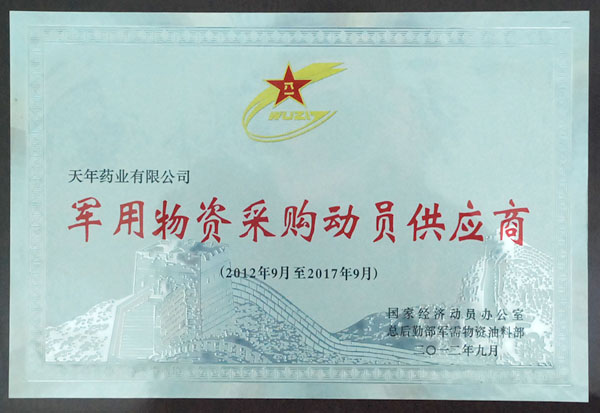 八一
WUZI
天年药业有限公司
军用物资采购动员供应商
(2012年9月至2017年9月)
国家经济动员办公室
总后勤部军需物资油料部
二〇一二年九月